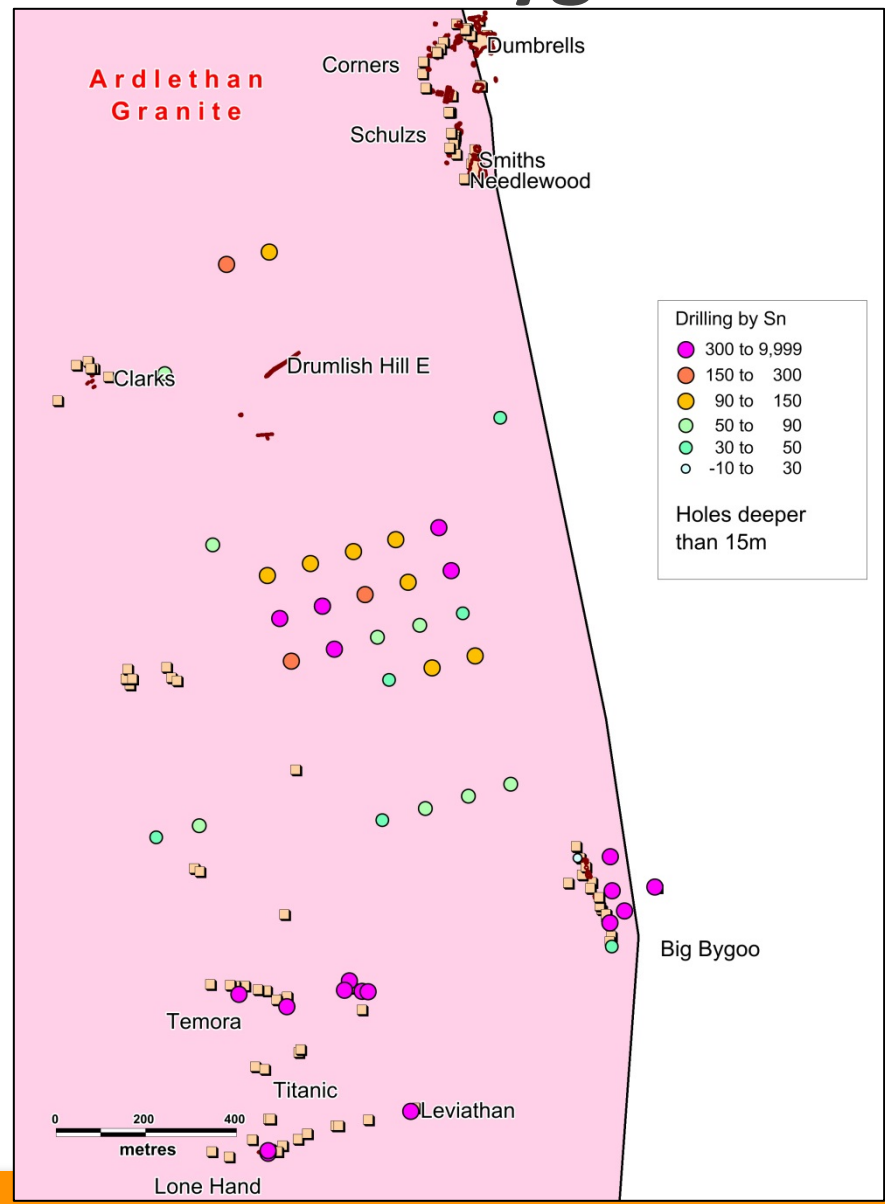 Dumbrells
Corners
Ardlethan
Granite
Schulzs
Smiths
Needlewood
Drilling by Sn
300 to 9,999
150 to 300
90 to 150
50 to 90
30 to 50
-10 to 30
Holes deeper
than 15m
Clarks
Drumlish Hill E
Big Bygoo
Temora
Titanic
Leviathan
0 200 400
metres
Lone Hand